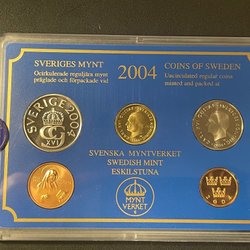 SVERIGES MYNT
Ocirkulerade reguljära mynt
präglade och förpackade vid
2004
COINS OF SWEDEN
Uncirculated regular coins
minted and packed at
SVERIGE 2004
XVI
SVENSKA MYNTVERKET
SWEDISH MINT
ESKILSTUNA
MYNT
VERKET